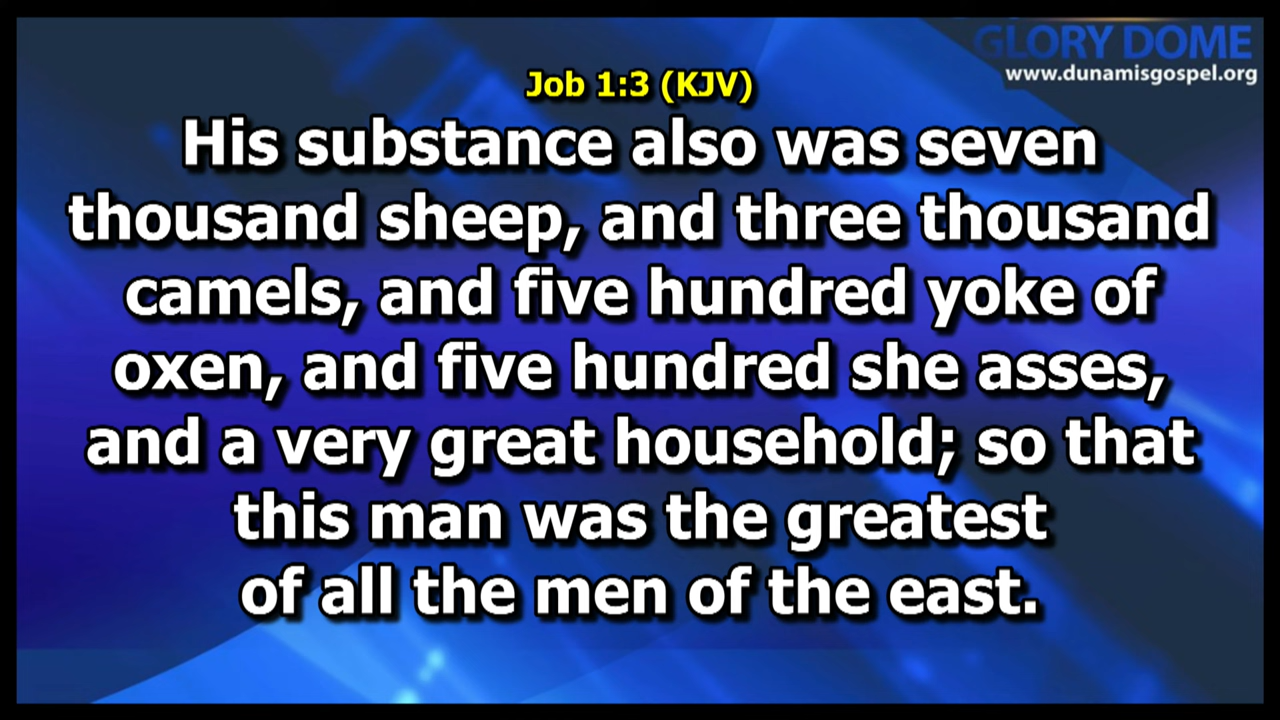 GLORY DOME
www.dunamisgospel.org
Job 1:3 (KJV)
His substance also was seven
thousand sheep, and three thousand
camels, and five hundred yoke of
oxen, and five hundred she asses,
and a very great household; so that
this man was the greatest
of all the men of the east.